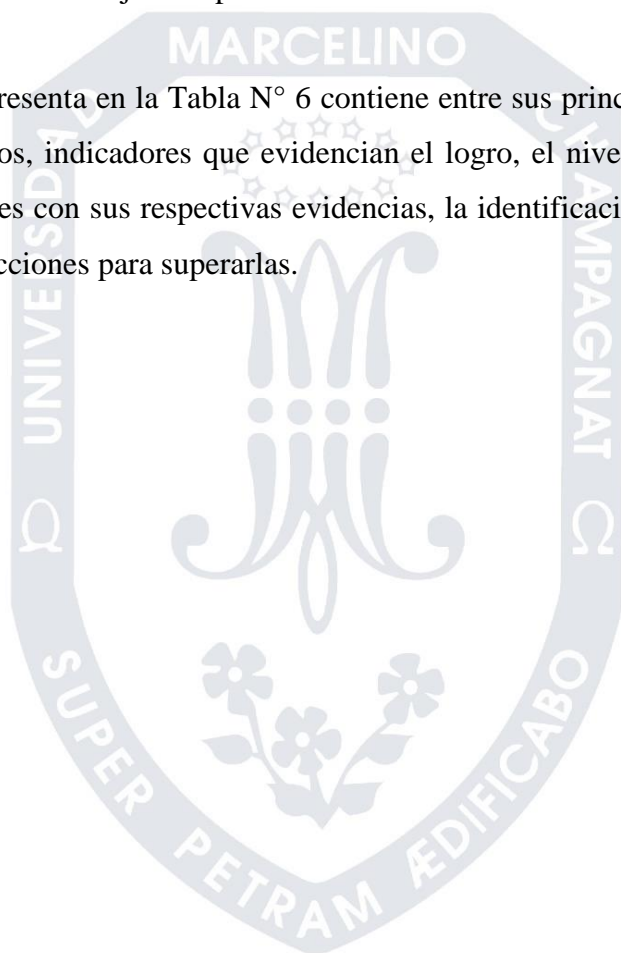 MARCELINO
resenta en la Tabla N° 6 contiene entre sus princ
os, indicadores que evidencian el logro, el nive
es con sus respectivas evidencias, la identificaci
cciones para superarlas.
UNIVERSIDAD
CHAMPAGNAT
SUPER PETRAM ÆDIFICABO